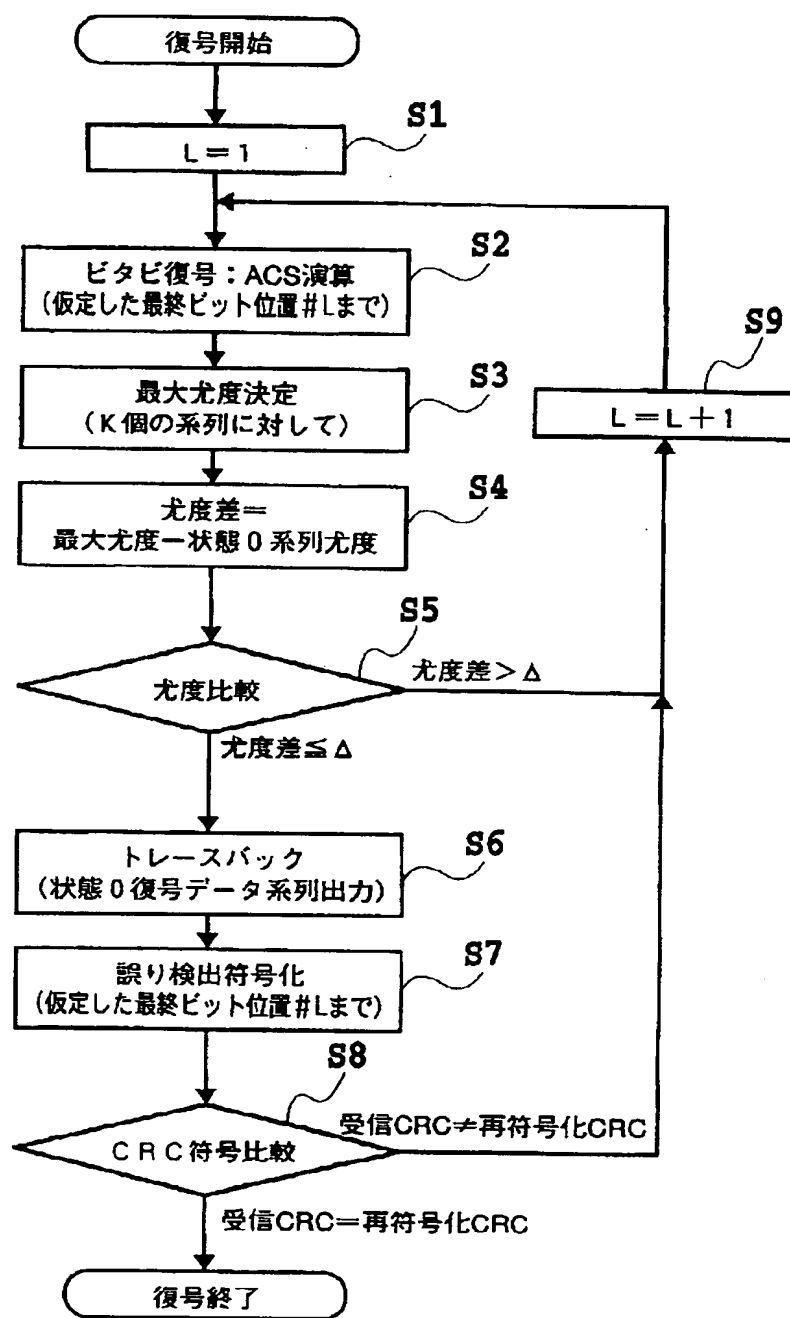 復号開始
S1
L=1
S2
ビタビ復号：ACS演算
（仮定した最終ビット位置#Lまで）
S9
L=L+1
S3
最大尤度決定
（K個の系列に対して）
S4
尤度差=
最大尤度－状態0系列尤度
S5
尤度比較
尤度差>Δ
尤度差≦Δ
S6
トレースバック
（状態0復号データ系列出力）
S7
誤り検出符号化
（仮定した最終ビット位置#Lまで）
S8
CRC符号比較
受信CRC≠再符号化CRC
受信CRC=再符号化CRC
復号終了